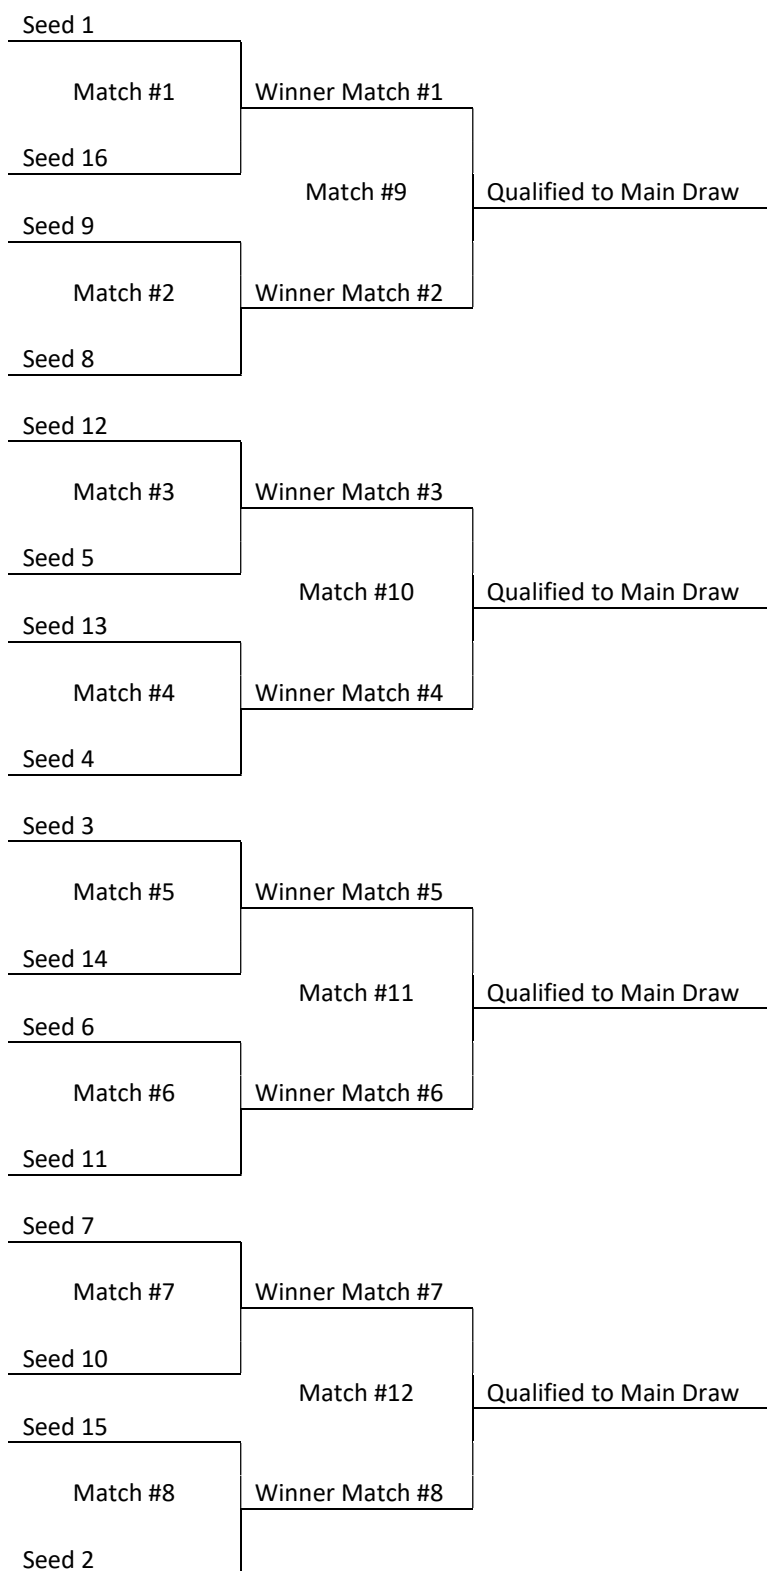 Seed 1
Match #1
Winner Match #1
Seed 16
Match #9
Qualified to Main Draw
Seed 9
Match #2
Winner Match #2
Seed 8
Seed 12
Match #3
Winner Match #3
Seed 5
Match #10
Qualified to Main Draw
Seed 13
Match #4
Winner Match #4
Seed 4
Seed 3
Match #5
Winner Match #5
Seed 14
Match #11
Qualified to Main Draw
Seed 6
Match #6
Winner Match #6
Seed 11
Seed 7
Match #7
Winner Match #7
Seed 10
Match #12
Qualified to Main Draw
Seed 15
Match #8
Winner Match #8
Seed 2